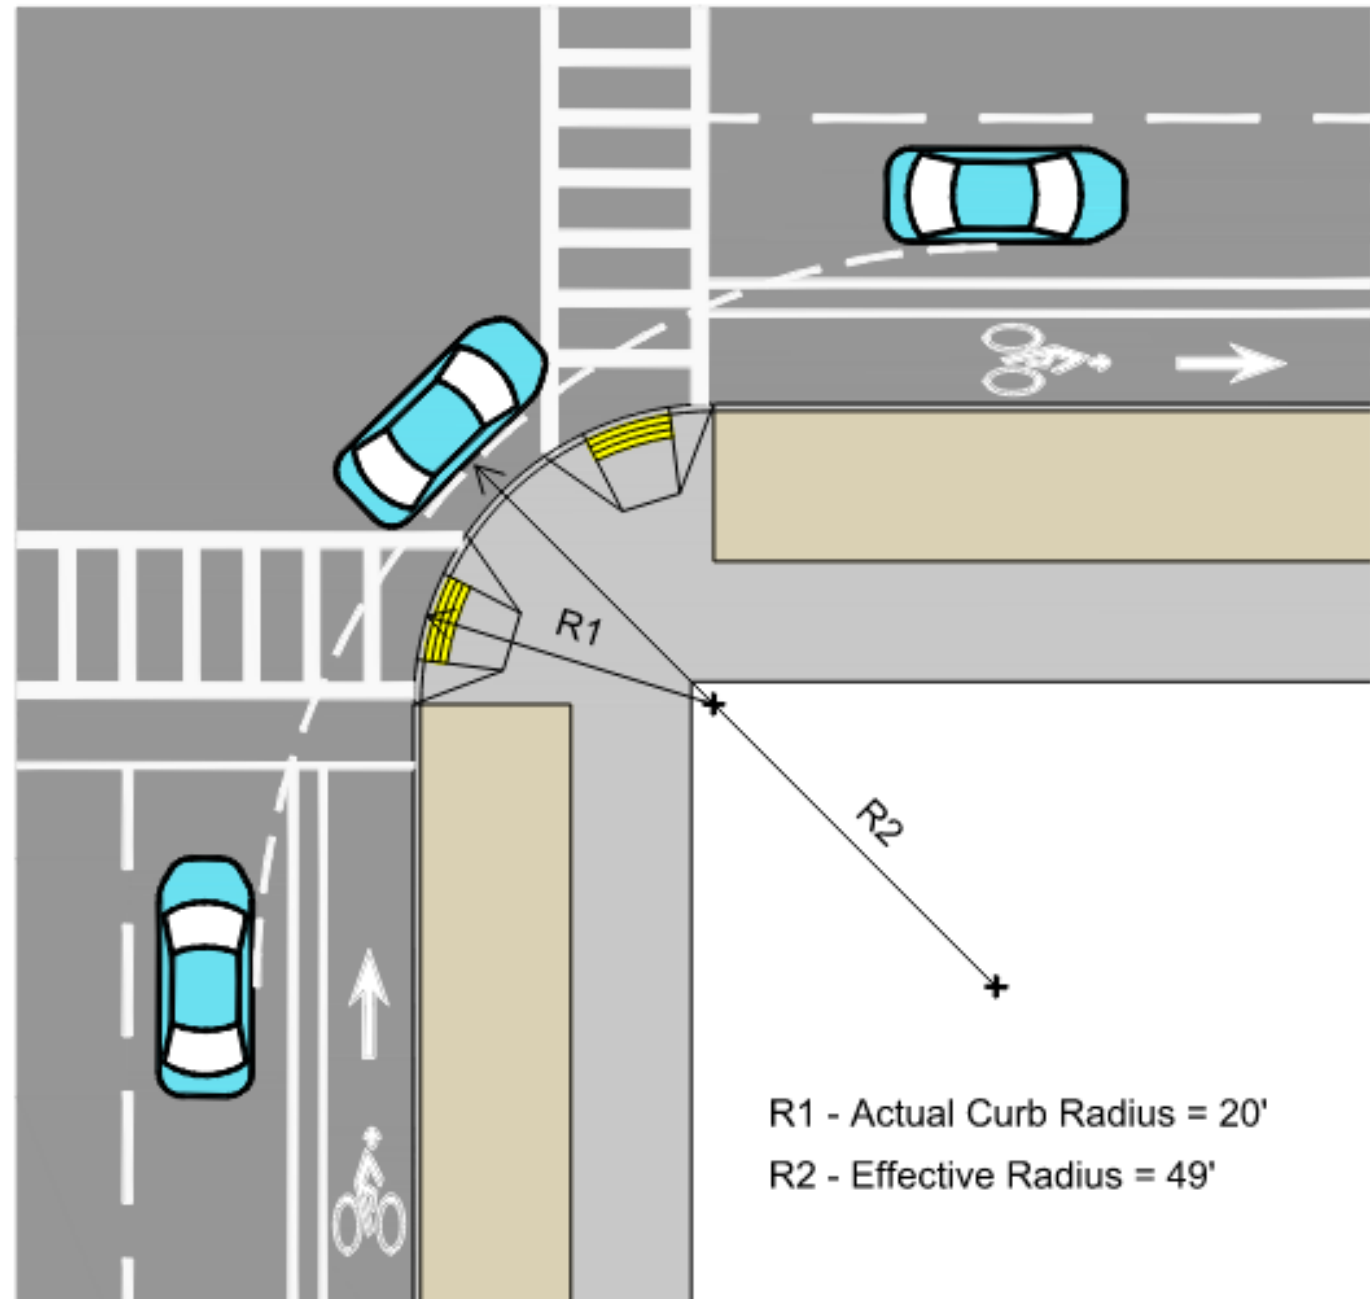 R1
R2
R1 - Actual Curb Radius = 20'
R2 - Effective Radius = 49'